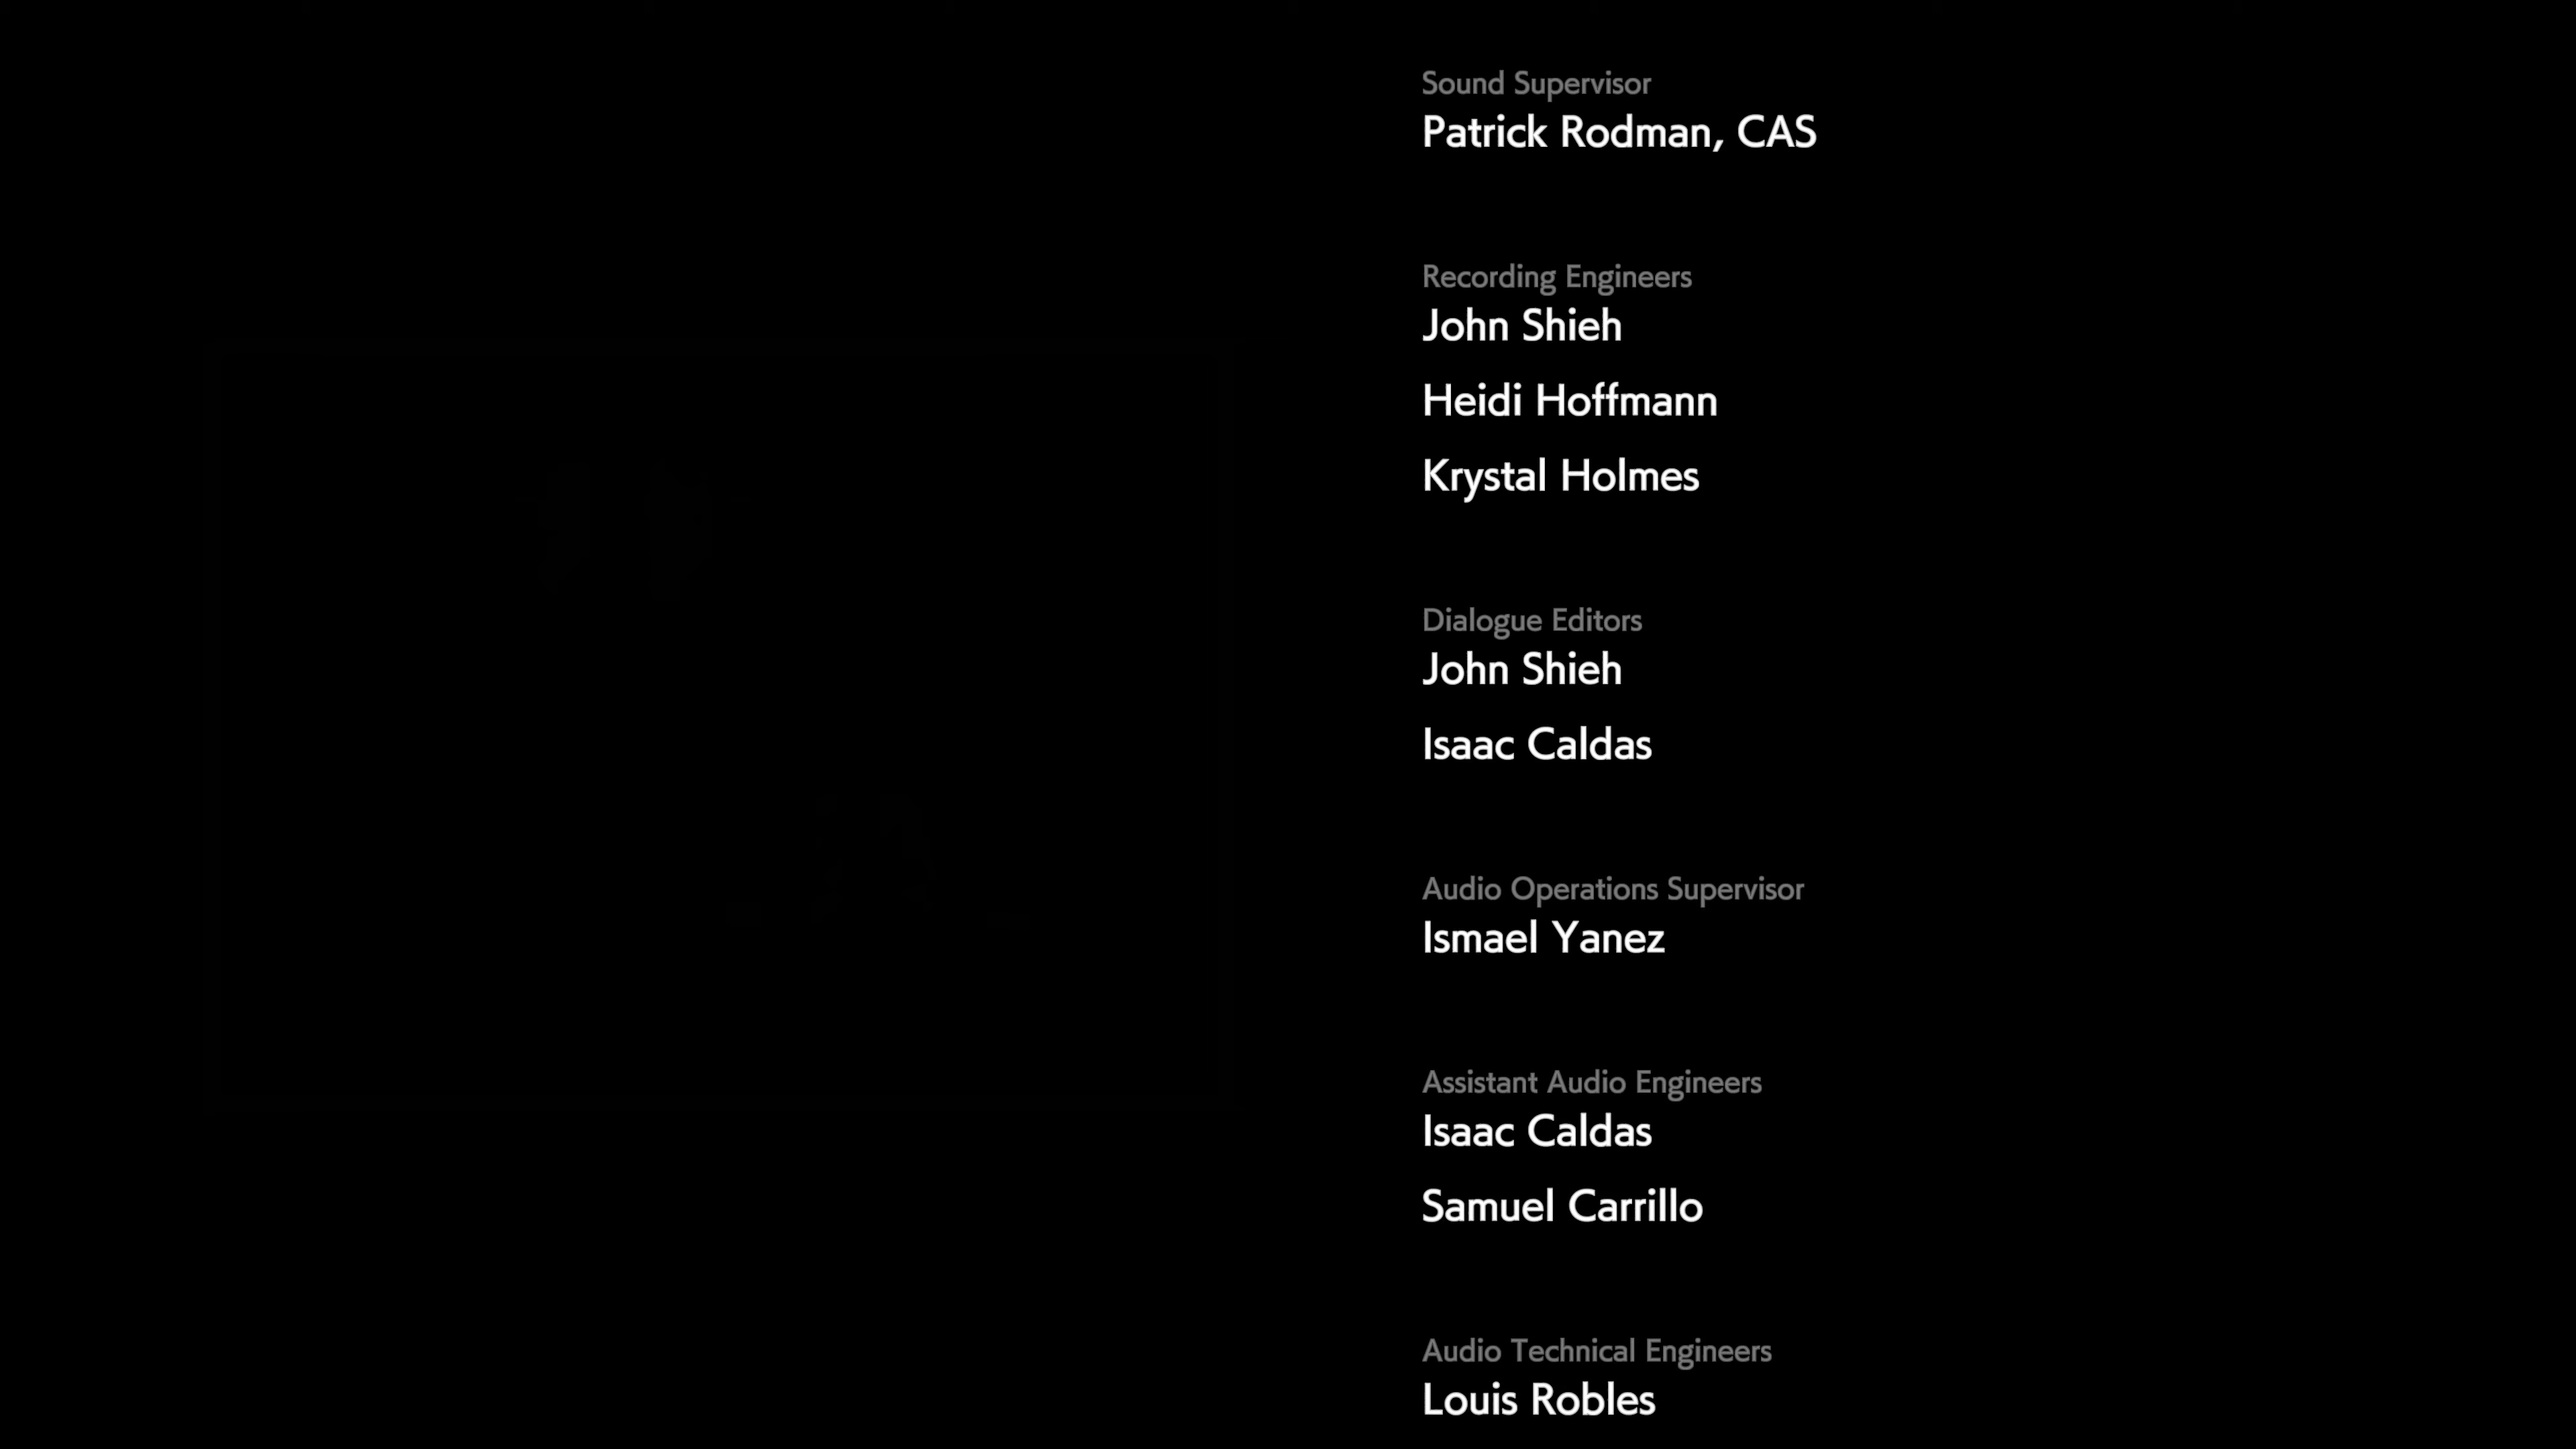 Sound Supervisor
Patrick Rodman, CAS
Recording Engineers
John Shieh
Heidi Hoffmann
Krystal Holmes
Dialogue Editors
John Shieh
Isaac Caldas
Audio Operations Supervisor
Ismael Yanez
Assistant Audio Engineers
Isaac Caldas
Samuel Carrillo
Audio Technical Engineers
Louis Robles